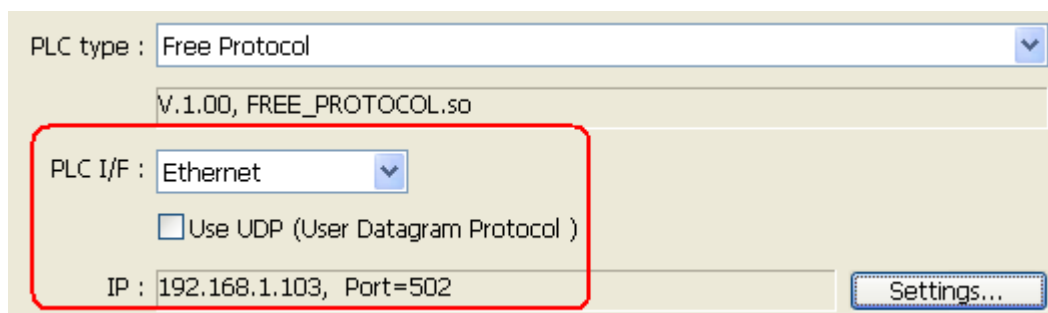 PLC type : Free Protocol
V.1.00, FREE_PROTOCOL.so
PLC I/F : Ethernet
Use UDP (User Datagram Protocol )
IP : 192.168.1.103, Port=502 Settings...